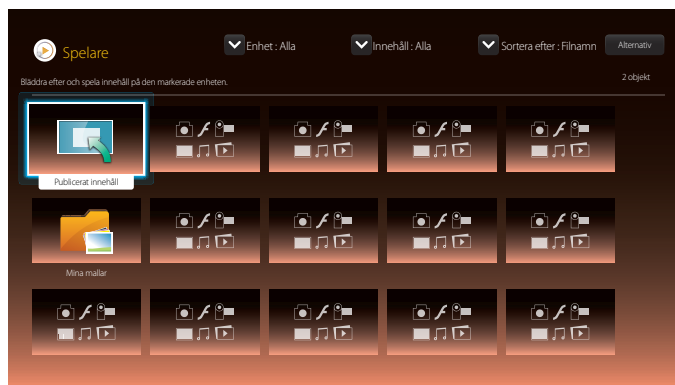 Spelare
Enhet : Alla
Innehåll : Alla
Sortera efter : Filnamn
Alternativ
Bläddra efter och spela innehåll på den markerade enheten.
2 objekt
Publicerat innehåll
Mina mallar